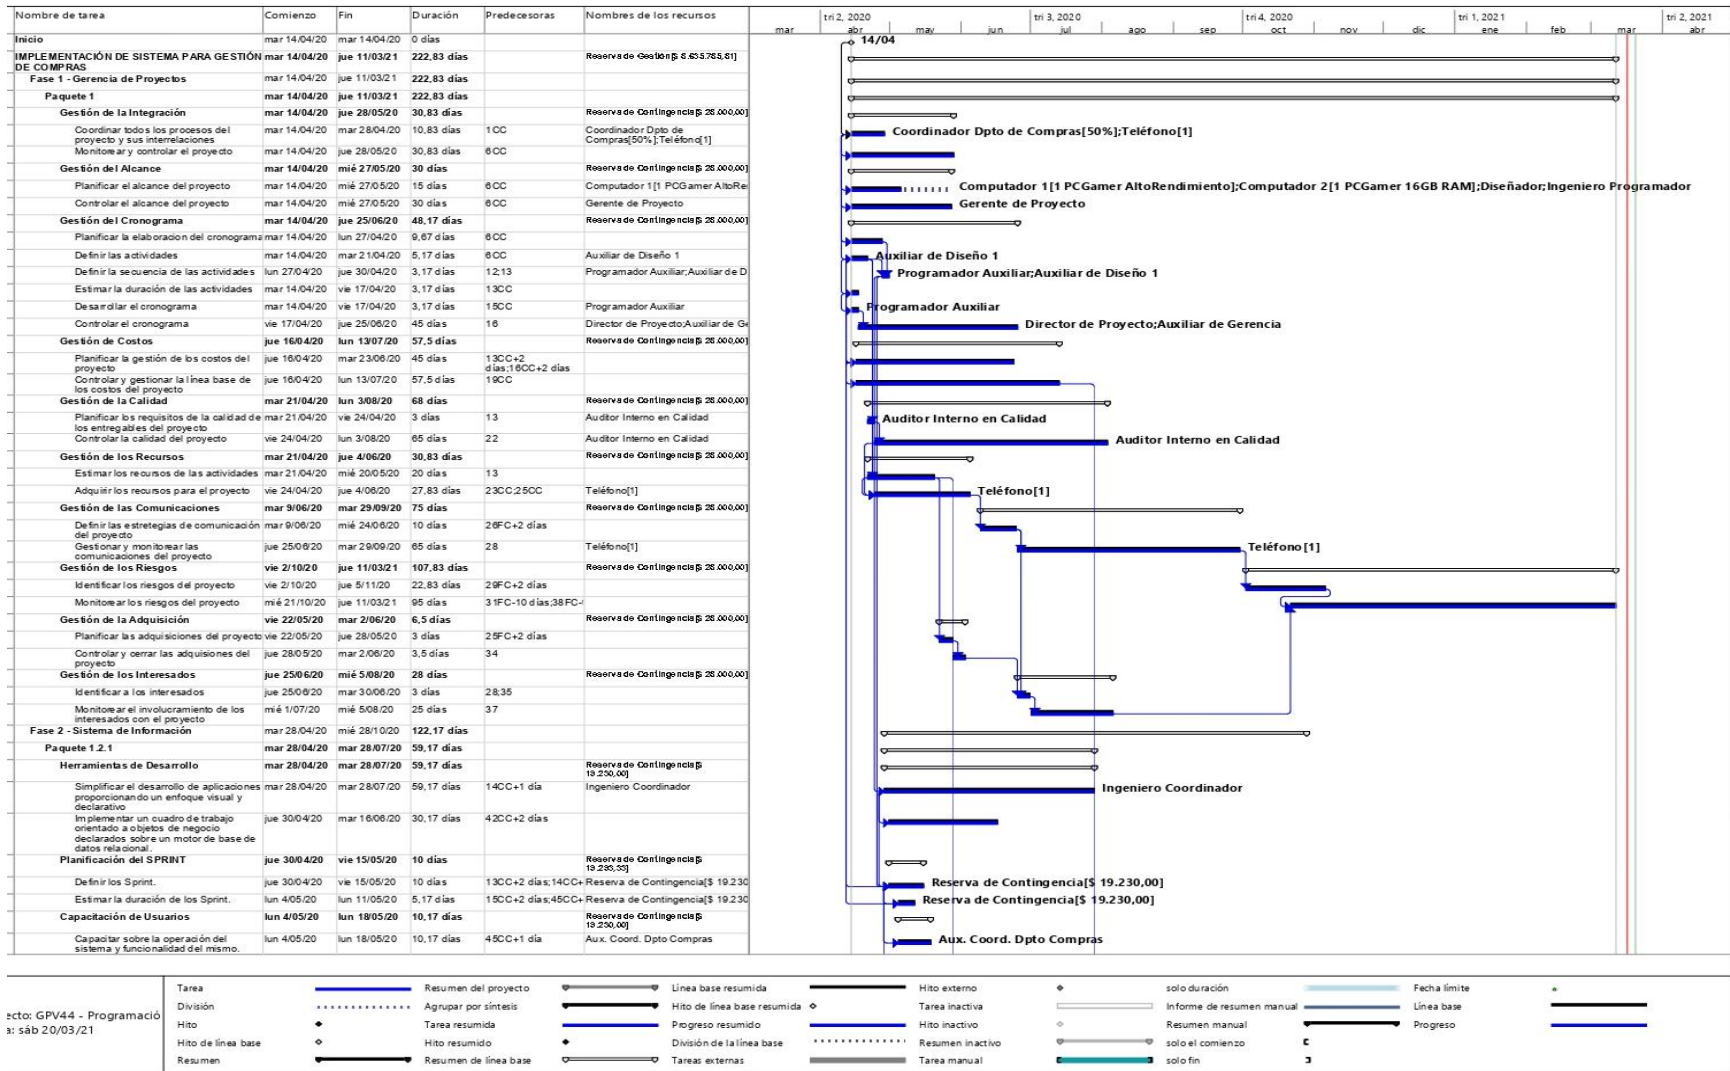 Nombre de tarea Comienzo Fin Duración Predecesoras Nombres de los recursos
tri 2, 2020 tri 3, 2020 tri 4, 2020 tri 1, 2021 tri 2, 2021
mar abr may jun jul ago sep oct nov dic ene feb mar abr
Inicio mar 14/04/20 mar 14/04/20 0 días
14/04
IMPLEMENTACIÓN DE SISTEMA PARA GESTIÓN mar 14/04/20 jue 11/03/21 222,83 días Reserva de Gestión[$ 8.635.785,81]
DE COMPRAS
Fase 1 - Gerencia de Proyectos mar 14/04/20 jue 11/03/21 222,83 días
Paquete 1 mar 14/04/20 jue 11/03/21 222,83 días
Gestión de la Integración mar 14/04/20 jue 28/05/20 30,83 días Reserva de Contingencia[$ 28.000,00]
Coordinar todos los procesos del mar 14/04/20 mar 28/04/20 10,83 días 1CC Coordinador Dpto de
proyecto y sus interrelaciones Compras[50%];Teléfono[1]
Coordinador Dpto de Compras[50%];Teléfono[1]
Monitorear y controlar el proyecto mar 14/04/20 jue 28/05/20 30,83 días 6CC
Gestión del Alcance mar 14/04/20 mié 27/05/20 30 días Reserva de Contingencia[$ 28.000,00]
Planificar el alcance del proyecto mar 14/04/20 mié 27/05/20 15 días 6CC Computador 1[1 PCGamer AltoRe
Computador 1[1 PCGamer AltoRendimiento];Computador 2[1 PCGamer 16GB RAM];Diseñador;Ingeniero Programador
Controlar el alcance del proyecto mar 14/04/20 mié 27/05/20 30 días 6CC Gerente de Proyecto
Gerente de Proyecto
Gestión del Cronograma mar 14/04/20 jue 25/06/20 48,17 días Reserva de Contingencia[$ 28.000,00]
Planificar la elaboracion del cronograma mar 14/04/20 lun 27/04/20 9,67 días 6CC
Definir las actividades mar 14/04/20 mar 21/04/20 5,17 días 6CC Auxiliar de Diseño 1
Auxiliar de Diseño 1
Definir la secuencia de las actividades lun 27/04/20 jue 30/04/20 3,17 días 12;13 Programador Auxiliar;Auxiliar de D
Programador Auxiliar;Auxiliar de Diseño 1
Estimar la duración de las actividades mar 14/04/20 vie 17/04/20 3,17 días 13CC
Desarrollar el cronograma mar 14/04/20 vie 17/04/20 3,17 días 15CC Programador Auxiliar
Programador Auxiliar
Controlar el cronograma vie 17/04/20 jue 25/06/20 45 días 16 Director de Proyecto;Auxiliar de Ge
Director de Proyecto;Auxiliar de Gerencia
Gestión de Costos jue 16/04/20 lun 13/07/20 57,5 días Reserva de Contingencia[$ 28.000,00]
Planificar la gestión de los costos del jue 16/04/20 mar 23/06/20 45 días 13CC+2
proyecto días;16CC+2 días
Controlar y gestionar la línea base de jue 16/04/20 lun 13/07/20 57,5 días 19CC
los costos del proyecto
Gestión de la Calidad mar 21/04/20 lun 3/08/20 68 días Reserva de Contingencia[$ 28.000,00]
Planificar los requisitos de la calidad de mar 21/04/20 vie 24/04/20 3 días 13 Auditor Interno en Calidad
los entregables del proyecto
Auditor Interno en Calidad
Controlar la calidad del proyecto vie 24/04/20 lun 3/08/20 65 días 22 Auditor Interno en Calidad
Auditor Interno en Calidad
Gestión de los Recursos mar 21/04/20 jue 4/06/20 30,83 días Reserva de Contingencia[$ 28.000,00]
Estimar los recursos de las actividades mar 21/04/20 mié 20/05/20 20 días 13
Adquirir los recursos para el proyecto vie 24/04/20 jue 4/06/20 27,83 días 23CC;25CC Teléfono[1]
Teléfono[1]
Gestión de las Comunicaciones mar 9/06/20 mar 29/09/20 75 días Reserva de Contingencia[$ 28.000,00]
Definir las estretegias de comunicación mar 9/06/20 mié 24/06/20 10 días 26FC+2 días
del proyecto
Gestionar y monitorear las jue 25/06/20 mar 29/09/20 65 días 28 Teléfono[1]
comunicaciones del proyecto
Teléfono[1]
Gestión de los Riesgos vie 2/10/20 jue 11/03/21 107,83 días Reserva de Contingencia[$ 28.000,00]
Identificar los riesgos del proyecto vie 2/10/20 jue 5/11/20 22,83 días 29FC+2 días
Monitorear los riesgos del proyecto mié 21/10/20 jue 11/03/21 95 días 31FC-10 días;38FC-
Gestión de la Adquisición vie 22/05/20 mar 2/06/20 6,5 días Reserva de Contingencia[$ 28.000,00]
Planificar las adquisiciones del proyecto vie 22/05/20 jue 28/05/20 3 días 25FC+2 días
Controlar y cerrar las adquisiones del jue 28/05/20 mar 2/06/20 3,5 días 34
proyecto
Gestión de los Interesados jue 25/06/20 mié 5/08/20 28 días Reserva de Contingencia[$ 28.000,00]
Identificar a los interesados jue 25/06/20 mar 30/06/20 3 días 28;35
Monitorear el involucramiento de los mié 1/07/20 mié 5/08/20 25 días 37
interesados con el proyecto
Fase 2 - Sistema de Información mar 28/04/20 mié 28/10/20 122,17 días
Paquete 1.2.1 mar 28/04/20 mar 28/07/20 59,17 días
Herramientas de Desarrollo mar 28/04/20 mar 28/07/20 59,17 días Reserva de Contingencia[$
19.230,00]
Simplificar el desarrollo de aplicaciones mar 28/04/20 mar 28/07/20 59,17 días 14CC+1 día Ingeniero Coordinador
proporcionando un enfoque visual y
declarativo
Ingeniero Coordinador
Implementar un cuadro de trabajo jue 30/04/20 mar 16/06/20 30,17 días 42CC+2 días
orientado a objetos de negocio
declarados sobre un motor de base de
datos relacional.
Planificación del SPRINT jue 30/04/20 vie 15/05/20 10 días Reserva de Contingencia[$
Definir los Sprint. jue 30/04/20 vie 15/05/20 10 días 13CC+2 días;14CC+ Reserva de Contingencia[$ 19.230
Reserva de Contingencia[$ 19.230,00]
Estimar la duración de los Sprint. lun 4/05/20 lun 11/05/20 5,17 días 15CC+2 días;45CC+ Reserva de Contingencia[$ 19.230
Reserva de Contingencia[$ 19.230,00]
Capacitación de Usuarios lun 4/05/20 lun 18/05/20 10,17 días Reserva de Contingencia[$
19.230,00]
Capacitar sobre la operación del lun 4/05/20 lun 18/05/20 10,17 días 45CC+1 día Aux. Coord. Dpto Compras
sistema y funcionalidad del mismo.
Aux. Coord. Dpto Compras
ecto: GPV44 - Programació
a: sáb 20/03/21
Tarea Resumen del proyecto Línea base resumida Hito externo solo duración Fecha límite
División Agrupar por síntesis Hito de línea base resumida Tarea inactiva Informe de resumen manual Línea base
Hito Tarea resumida Progreso resumido Hito inactivo Resumen manual Progreso
Hito de línea base Hito resumido División de la línea base Resumen inactivo solo el comienzo
Resumen Resumen de línea base Tareas externas Tarea manual solo fin